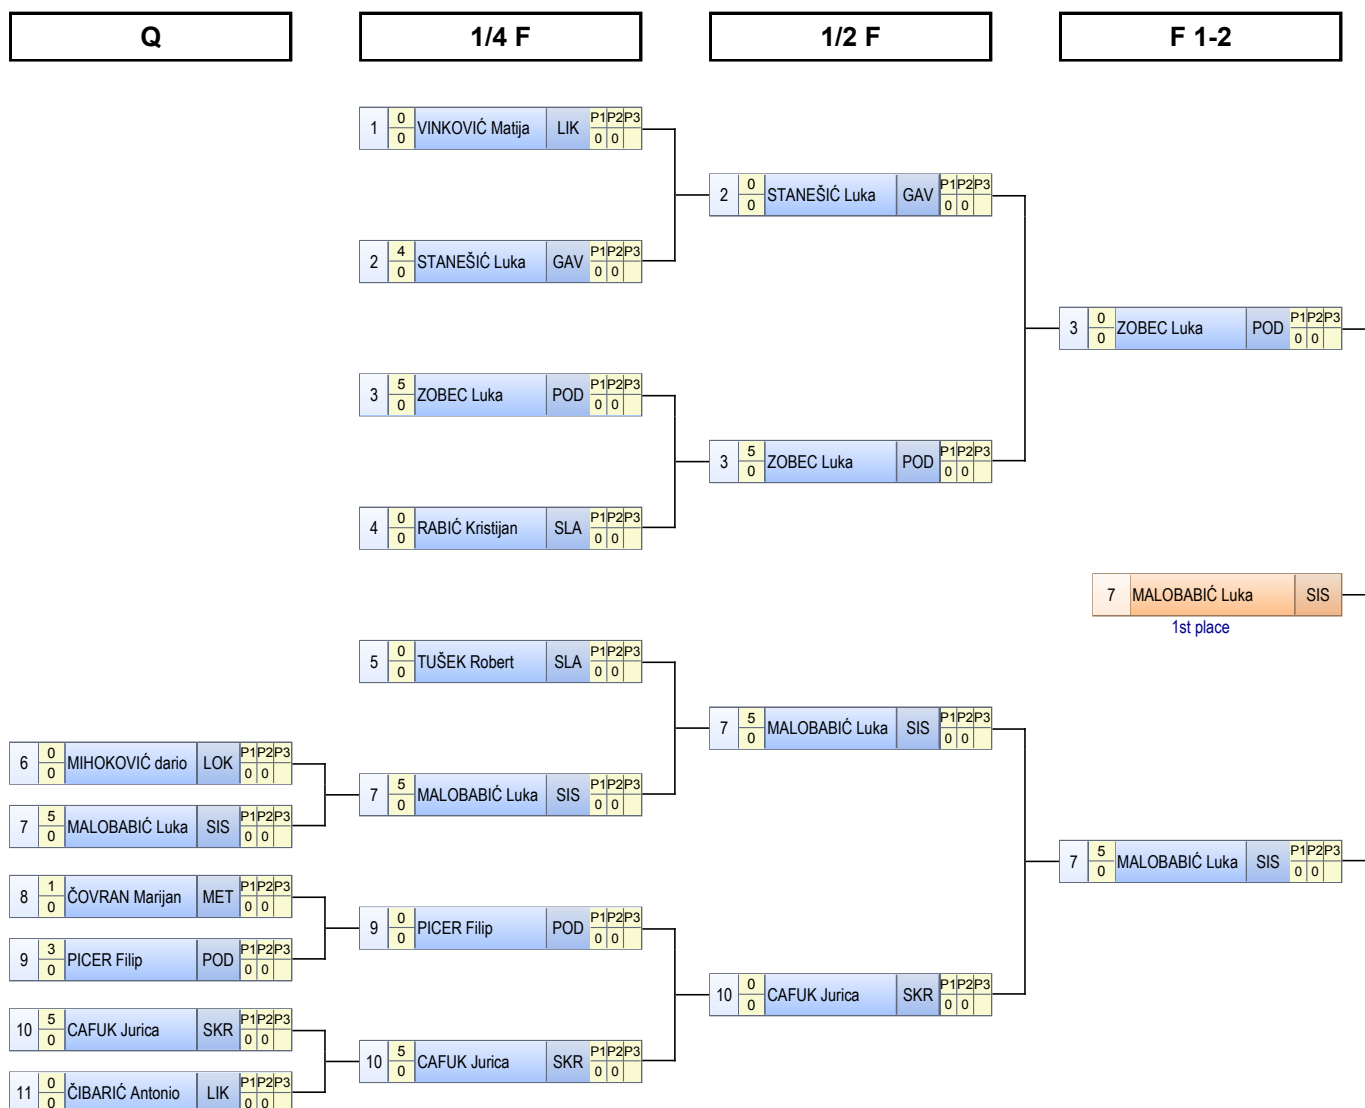 Q 1/4 F 1/2 F F 1-2
1 0 0 VINKOVIĆ Matija LIK P1 P2 P3 0 0
2 0 0 STANEŠIĆ Luka GAV P1 P2 P3 0 0
2 4 0 STANEŠIĆ Luka GAV P1 P2 P3 0 0
3 0 0 ZOBEC Luka POD P1 P2 P3 0 0
3 5 0 ZOBEC Luka POD P1 P2 P3 0 0
3 5 0 ZOBEC Luka POD P1 P2 P3 0 0
4 0 0 RABIĆ Kristijan SLA P1 P2 P3 0 0
7 MALOBABIĆ Luka SIS
1st place
5 0 0 TUŠEK Robert SLA P1 P2 P3 0 0
7 5 0 MALOBABIĆ Luka SIS P1 P2 P3 0 0
6 0 0 MIHOKOVIĆ dario LOK P1 P2 P3 0 0
7 5 0 MALOBABIĆ Luka SIS P1 P2 P3 0 0
7 5 0 MALOBABIĆ Luka SIS P1 P2 P3 0 0
7 5 0 MALOBABIĆ Luka SIS P1 P2 P3 0 0
8 1 0 ČOVRAN Marijan MET P1 P2 P3 0 0
9 0 0 PICER Filip POD P1 P2 P3 0 0
9 3 0 PICER Filip POD P1 P2 P3 0 0
10 0 0 CAFUK Jurica SKR P1 P2 P3 0 0
10 5 0 CAFUK Jurica SKR P1 P2 P3 0 0
10 5 0 CAFUK Jurica SKR P1 P2 P3 0 0
11 0 0 ČIBARIĆ Antonio LIK P1 P2 P3 0 0